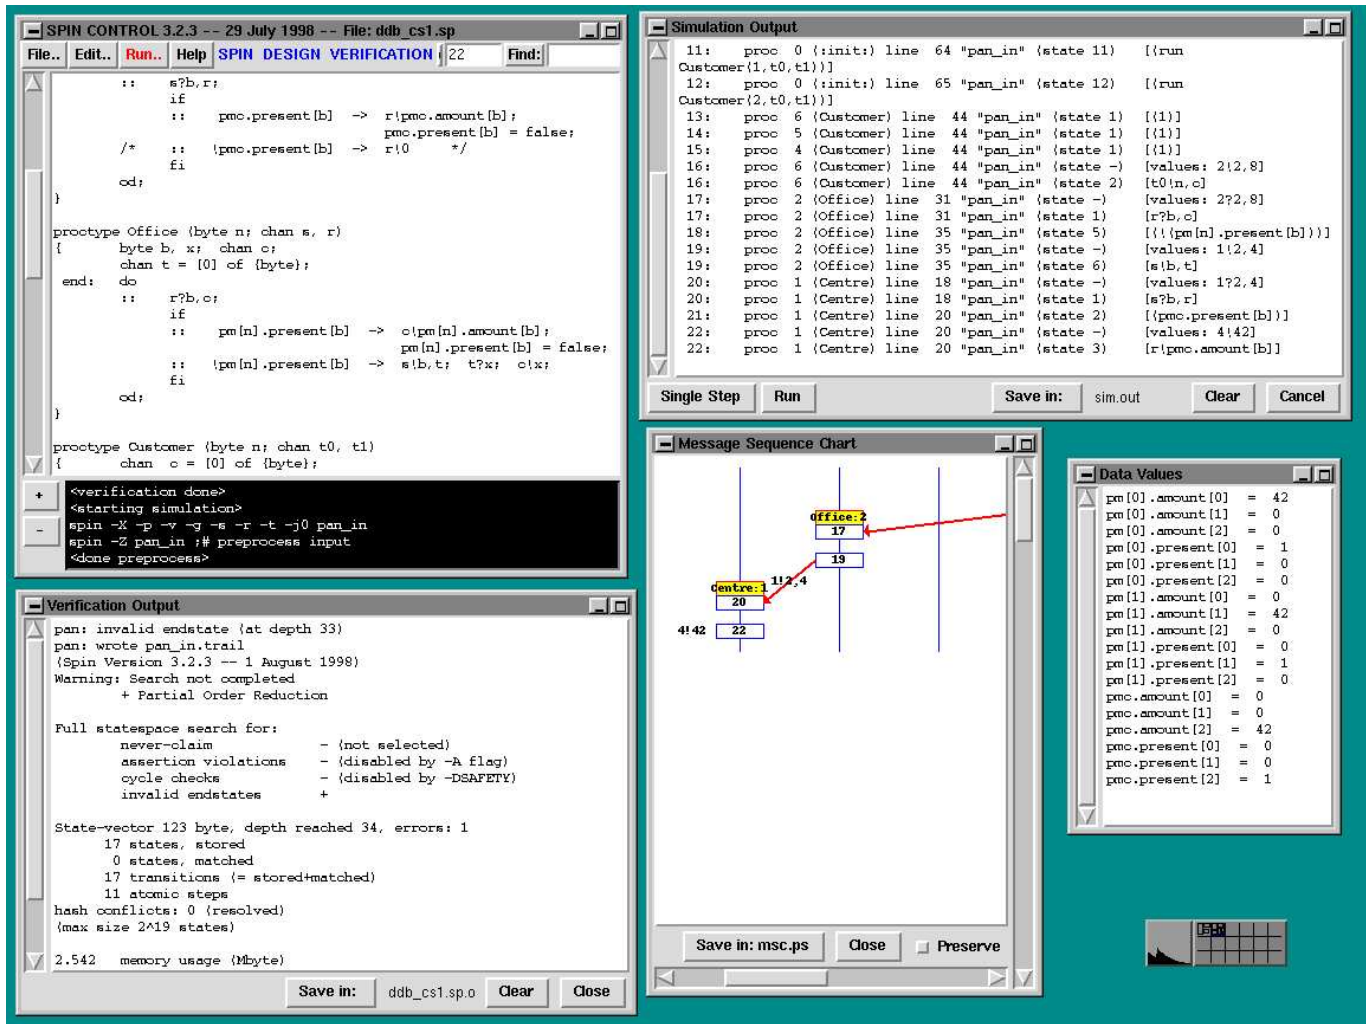 SPIN CONTROL 3.2.3 -- 29 July 1998 -- File: ddb_cs1.sp
File.. Edit.. Run.. Help SPIN DESIGN VERIFICATION 22 Find:
:: s?b,r;
if
:: pmc.present[b] -> r!pmc.amount[b];
pmc.present[b] = false;
/* :: !pmc.present[b] -> r!0 */
fi
od;
}
proctype Office (byte n; chan s, r)
{ byte b, x; chan c;
chan t = [0] of {byte};
end: do
:: r?b,c;
if
:: pm[n].present[b] -> c!pm[n].amount[b];
pm[n].present[b] = false;
:: !pm[n].present[b] -> s!b,t; t?x; c!x;
fi
od;
}
proctype Customer (byte n; chan t0, t1)
{ chan c = [0] of {byte};
+
-
<verification done>
<starting simulation>
spin -X -p -v -g -s -r -t -j0 pan_in
spin -Z pan_in ;# preprocess input
<done preprocess>
Verification Output
pan: invalid endstate (at depth 33)
pan: wrote pan_in.trail
(Spin Version 3.2.3 -- 1 August 1998)
Warning: Search not completed
+ Partial Order Reduction
Full statespace search for:
never-claim - (not selected)
assertion violations - (disabled by -A flag)
cycle checks - (disabled by -DSAFETY)
invalid endstates +
State-vector 123 byte, depth reached 34, errors: 1
17 states, stored
0 states, matched
17 transitions (= stored+matched)
11 atomic steps
hash conflicts: 0 (resolved)
(max size 2^19 states)
2.542 memory usage (Mbyte)
Save in: ddb_cs1.sp.o Clear Close
Simulation Output
11: proc 0 (:init:) line 64 "pan_in" (state 11) [(run
Customer(1,t0,t1))]
12: proc 0 (:init:) line 65 "pan_in" (state 12) [(run
Customer(2,t0,t1))]
13: proc 6 (Customer) line 44 "pan_in" (state 1) [(1)]
14: proc 5 (Customer) line 44 "pan_in" (state 1) [(1)]
15: proc 4 (Customer) line 44 "pan_in" (state 1) [(1)]
16: proc 6 (Customer) line 44 "pan_in" (state -) [values: 2!2,8]
16: proc 6 (Customer) line 44 "pan_in" (state 2) [t0!n,c]
17: proc 2 (Office) line 31 "pan_in" (state -) [values: 2?2,8]
17: proc 2 (Office) line 31 "pan_in" (state 1) [r?b,c]
18: proc 2 (Office) line 35 "pan_in" (state 5) [(!(pm[n].present[b]))]
19: proc 2 (Office) line 35 "pan_in" (state -) [values: 1!2,4]
19: proc 2 (Office) line 35 "pan_in" (state 6) [s!b,t]
20: proc 1 (Centre) line 18 "pan_in" (state -) [values: 1?2,4]
20: proc 1 (Centre) line 18 "pan_in" (state 1) [s?b,r]
21: proc 1 (Centre) line 20 "pan_in" (state 2) [(pmc.present[b])]
22: proc 1 (Centre) line 20 "pan_in" (state -) [values: 4!42]
22: proc 1 (Centre) line 20 "pan_in" (state 3) [r!pmc.amount[b]]
Single Step Run Save in: sim.out Clear Cancel
Message Sequence Chart
Office:2
17
19
1!2,4
Centre:1
20
4!42 22
Save in: msc.ps Close Preserve
Data Values
pm[0].amount[0] = 42
pm[0].amount[1] = 0
pm[0].amount[2] = 0
pm[0].present[0] = 1
pm[0].present[1] = 0
pm[0].present[2] = 0
pm[1].amount[0] = 0
pm[1].amount[1] = 42
pm[1].amount[2] = 0
pm[1].present[0] = 0
pm[1].present[1] = 1
pm[1].present[2] = 0
pmc.amount[0] = 0
pmc.amount[1] = 0
pmc.amount[2] = 42
pmc.present[0] = 0
pmc.present[1] = 0
pmc.present[2] = 1